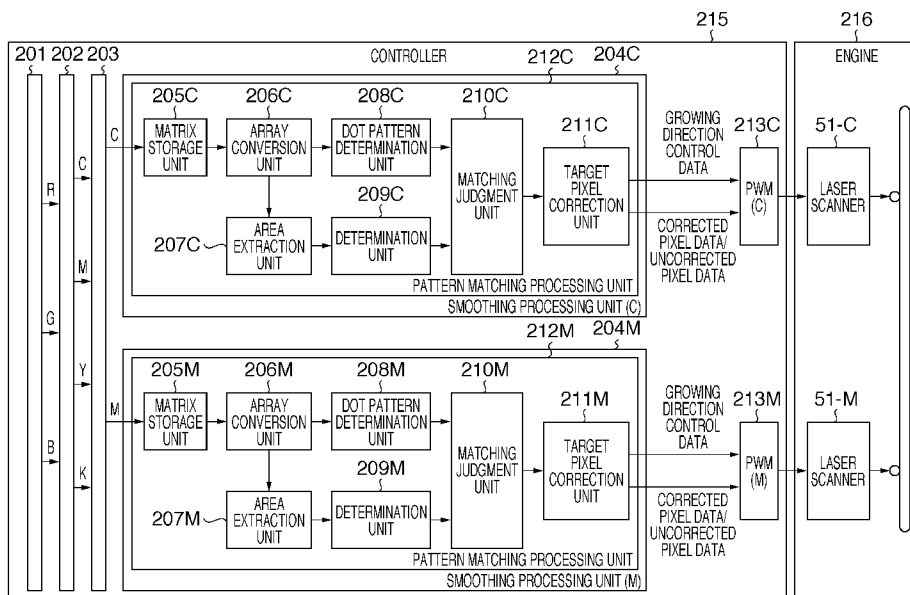 215
216
201 202 203
CONTROLLER
212C
204C
ENGINE
205C
206C
208C
210C
C
MATRIX
STORAGE
UNIT
ARRAY
CONVERSION
UNIT
DOT PATTERN
DETERMINATION
UNIT
MATCHING
JUDGMENT
UNIT
211C
TARGET
PIXEL
CORRECTION
UNIT
GROWING
DIRECTION
CONTROL
DATA
213C
PWM
(C)
51-C
LASER
SCANNER
C
R
209C
207C
AREA
EXTRACTION
UNIT
DETERMINATION
UNIT
CORRECTED
PIXEL DATA/
UNCORRECTED
PIXEL DATA
M
PATTERN MATCHING PROCESSING UNIT
SMOOTHING PROCESSING UNIT (C)
G
212M
204M
205M
206M
208M
210M
Y
M
MATRIX
STORAGE
UNIT
ARRAY
CONVERSION
UNIT
DOT PATTERN
DETERMINATION
UNIT
MATCHING
JUDGMENT
UNIT
211M
TARGET
PIXEL
CORRECTION
UNIT
GROWING
DIRECTION
CONTROL
DATA
213M
PWM
(M)
51-M
LASER
SCANNER
B
K
209M
207M
AREA
EXTRACTION
UNIT
DETERMINATION
UNIT
CORRECTED
PIXEL DATA/
UNCORRECTED
PIXEL DATA
PATTERN MATCHING PROCESSING UNIT
SMOOTHING PROCESSING UNIT (M)